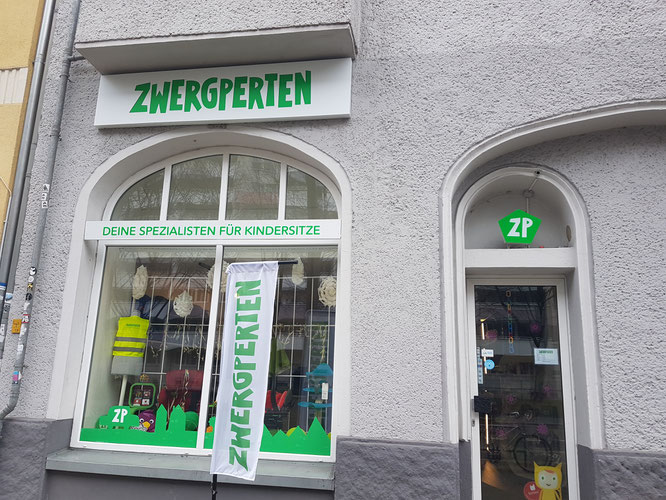 ZWERGPERTEN
DEINE SPEZIALISTEN FÜR KINDERSITZE
ZP
ZWERGPERTEN
ZP